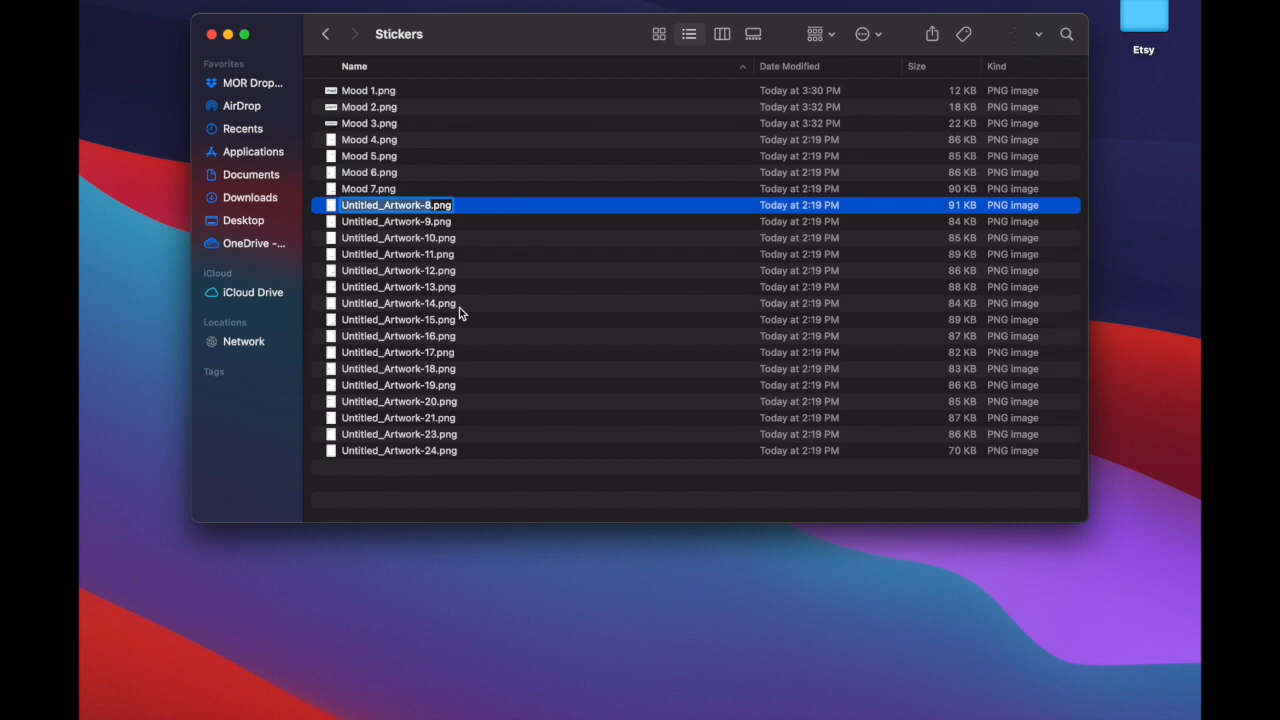 Stickers
Etsy
Favorites
MOR Drop...
AirDrop
Recents
Applications
Documents
Downloads
Desktop
OneDrive -...
iCloud
iCloud Drive
Locations
Network
Tags
Name Date Modified Size Kind
Mood 1.png Today at 3:30 PM 12 KB PNG image
Mood 2.png Today at 3:32 PM 18 KB PNG image
Mood 3.png Today at 3:32 PM 22 KB PNG image
Mood 4.png Today at 2:19 PM 86 KB PNG image
Mood 5.png Today at 2:19 PM 85 KB PNG image
Mood 6.png Today at 2:19 PM 86 KB PNG image
Mood 7.png Today at 2:19 PM 90 KB PNG image
Untitled_Artwork-8.png Today at 2:19 PM 91 KB PNG image
Untitled_Artwork-9.png Today at 2:19 PM 84 KB PNG image
Untitled_Artwork-10.png Today at 2:19 PM 85 KB PNG image
Untitled_Artwork-11.png Today at 2:19 PM 89 KB PNG image
Untitled_Artwork-12.png Today at 2:19 PM 86 KB PNG image
Untitled_Artwork-13.png Today at 2:19 PM 88 KB PNG image
Untitled_Artwork-14.png Today at 2:19 PM 84 KB PNG image
Untitled_Artwork-15.png Today at 2:19 PM 89 KB PNG image
Untitled_Artwork-16.png Today at 2:19 PM 87 KB PNG image
Untitled_Artwork-17.png Today at 2:19 PM 82 KB PNG image
Untitled_Artwork-18.png Today at 2:19 PM 83 KB PNG image
Untitled_Artwork-19.png Today at 2:19 PM 86 KB PNG image
Untitled_Artwork-20.png Today at 2:19 PM 85 KB PNG image
Untitled_Artwork-21.png Today at 2:19 PM 87 KB PNG image
Untitled_Artwork-23.png Today at 2:19 PM 86 KB PNG image
Untitled_Artwork-24.png Today at 2:19 PM 70 KB PNG image